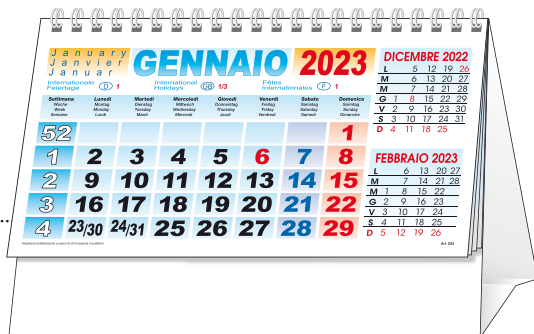 January
Janvier
Januar
GENNAIO 2023
Internationale Feiertage D 1
International Holidays GB 1/3
Fêtes Internationales F 1
Settimana Lunedì Martedì Mercoledì Giovedì Venerdì Sabato Domenica
Woche Montag Dienstag Mittwoch Donnerstag Freitag Samstag Sonntag
Week Monday Tuesday Wednesday Thursday Friday Saturday Sunday
Semaine Lundi Mardi Mercredi Jeudi Vendredi Samedi Dimanche
52 1
1 2 3 4 5 6 7 8
2 9 10 11 12 13 14 15
3 16 17 18 19 20 21 22
4 23/30 24/31 25 26 27 28 29
DICEMBRE 2022
L 5 12 19 26
M 6 13 20 27
M 7 14 21 28
G 1 8 15 22 29
V 2 9 16 23 30
S 3 10 17 24 31
D 4 11 18 25
FEBBRAIO 2023
L 6 13 20 27
M 7 14 21 28
M 1 8 15 22
G 2 9 16 23
V 3 10 17 24
S 4 11 18 25
D 5 12 19 26